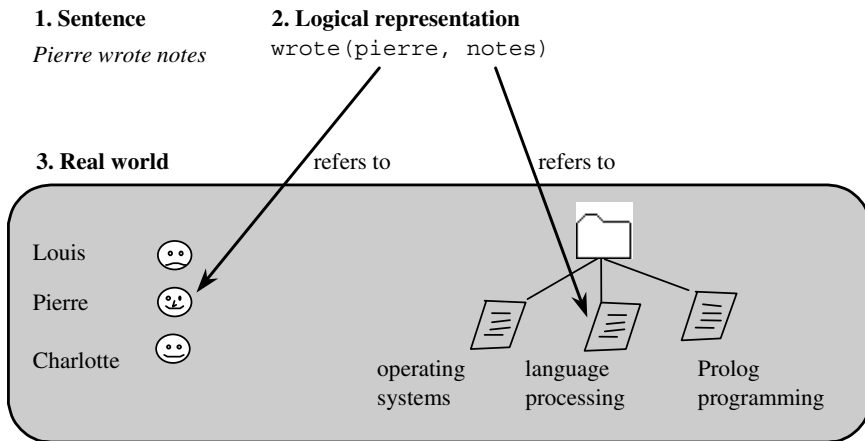 1. Sentence
2. Logical representation
Pierre wrote notes
wrote(pierre, notes)
3. Real world
refers to
refers to
Louis
Pierre
Charlotte
operating
systems
language
processing
Prolog
programming